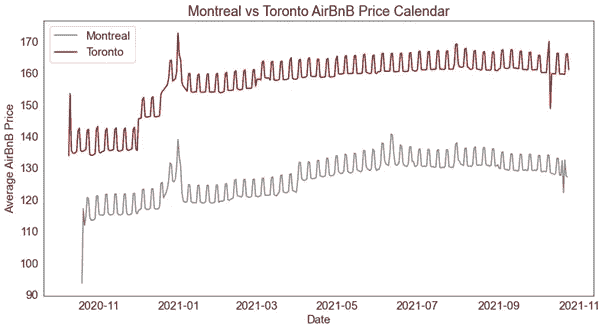 Montreal vs Toronto AirBnB Price Calendar
Montreal
Toronto
170
160
150
140
130
120
110
100
90
Average AirBnB Price
2020-11 2021-01 2021-03 2021-05 2021-07 2021-09 2021-11
Date